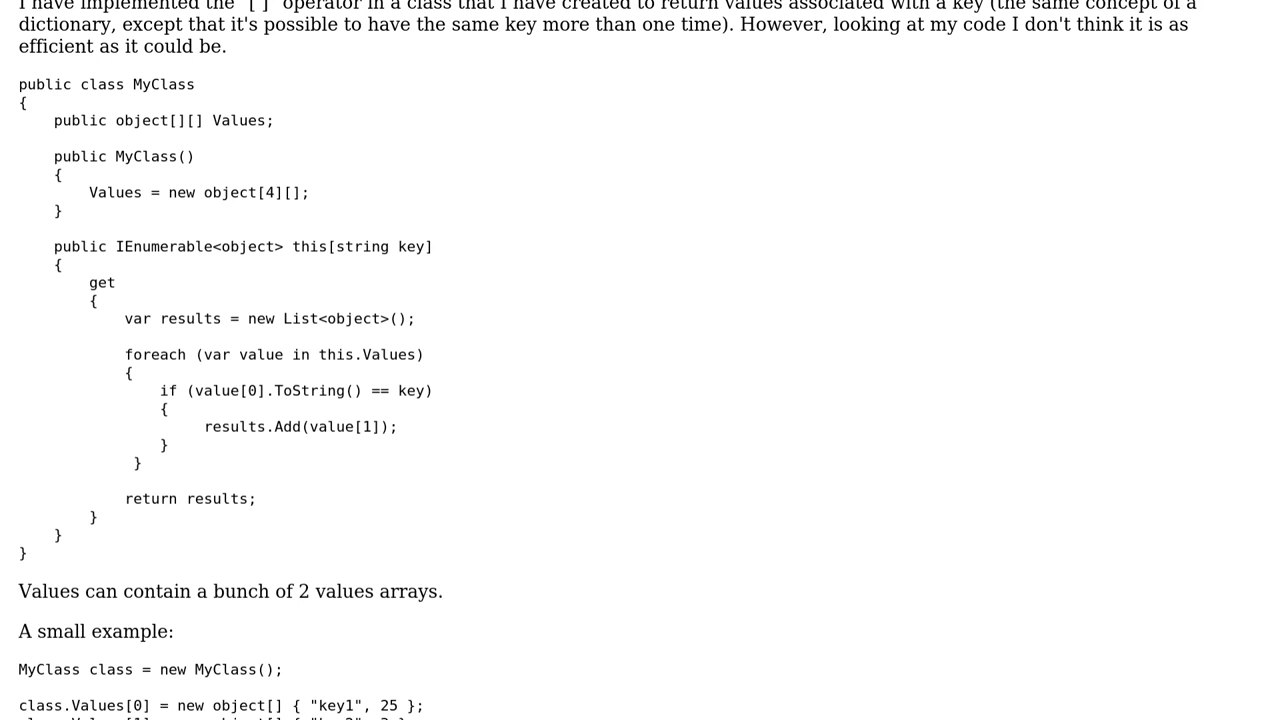 I have implemented the "[ ]" operator in a class that I have created to return values associated with a key (the same concept of a
dictionary, except that it's possible to have the same key more than one time). However, looking at my code I don't think it is as
efficient as it could be.
public class MyClass
{
    public object[][] Values;
    public MyClass()
    {
        Values = new object[4][];
    }
    public IEnumerable<object> this[string key]
    {
        get
        {
            var results = new List<object>();
            foreach (var value in this.Values)
            {
                if (value[0].ToString() == key)
                {
                     results.Add(value[1]);
                }
             }
            return results;
        }
    }
}
Values can contain a bunch of 2 values arrays.
A small example:
MyClass class = new MyClass();
class.Values[0] = new object[] { "key1", 25 };